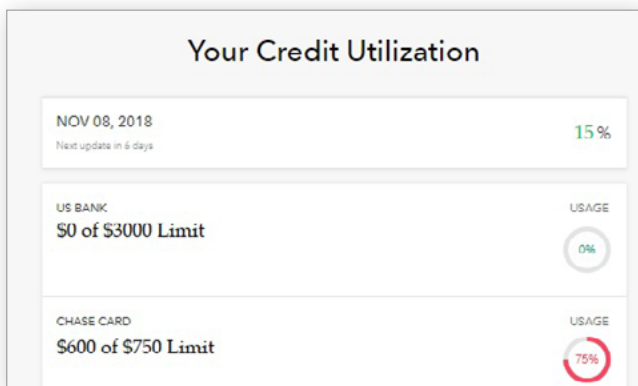 Your Credit Utilization
NOV 08, 2018
Next update in 6 days
15%
US BANK
$0 of $3000 Limit
USAGE
0%
CHASE CARD
$600 of $750 Limit
USAGE
75%